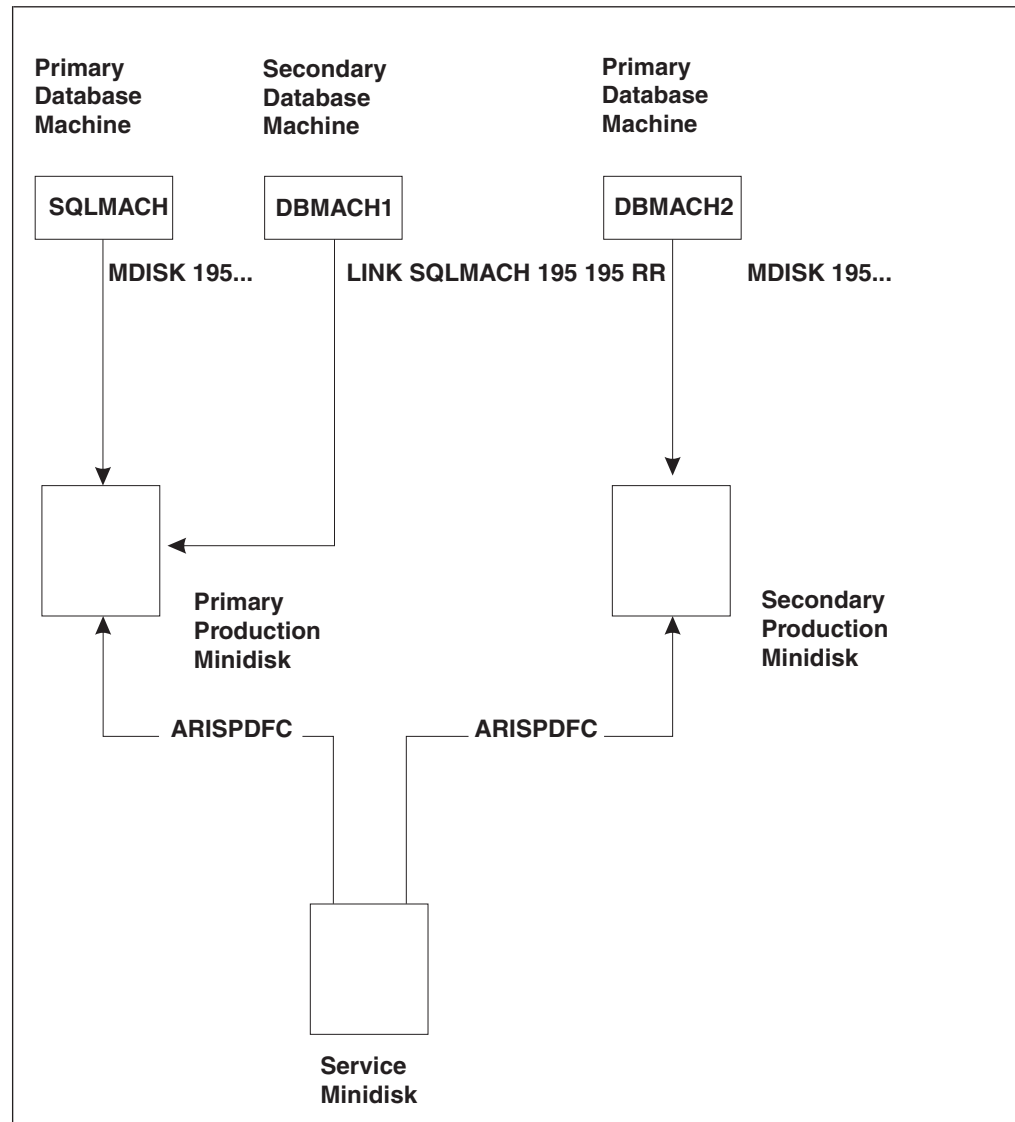 Primary
Database
Machine
Secondary
Database
Machine
Primary
Database
Machine
SQLMACH
DBMACH1
DBMACH2
MDISK 195...
LINK SQLMACH 195 195 RR
MDISK 195...
Primary
Production
Minidisk
Secondary
Production
Minidisk
ARISPDFC
ARISPDFC
Service
Minidisk